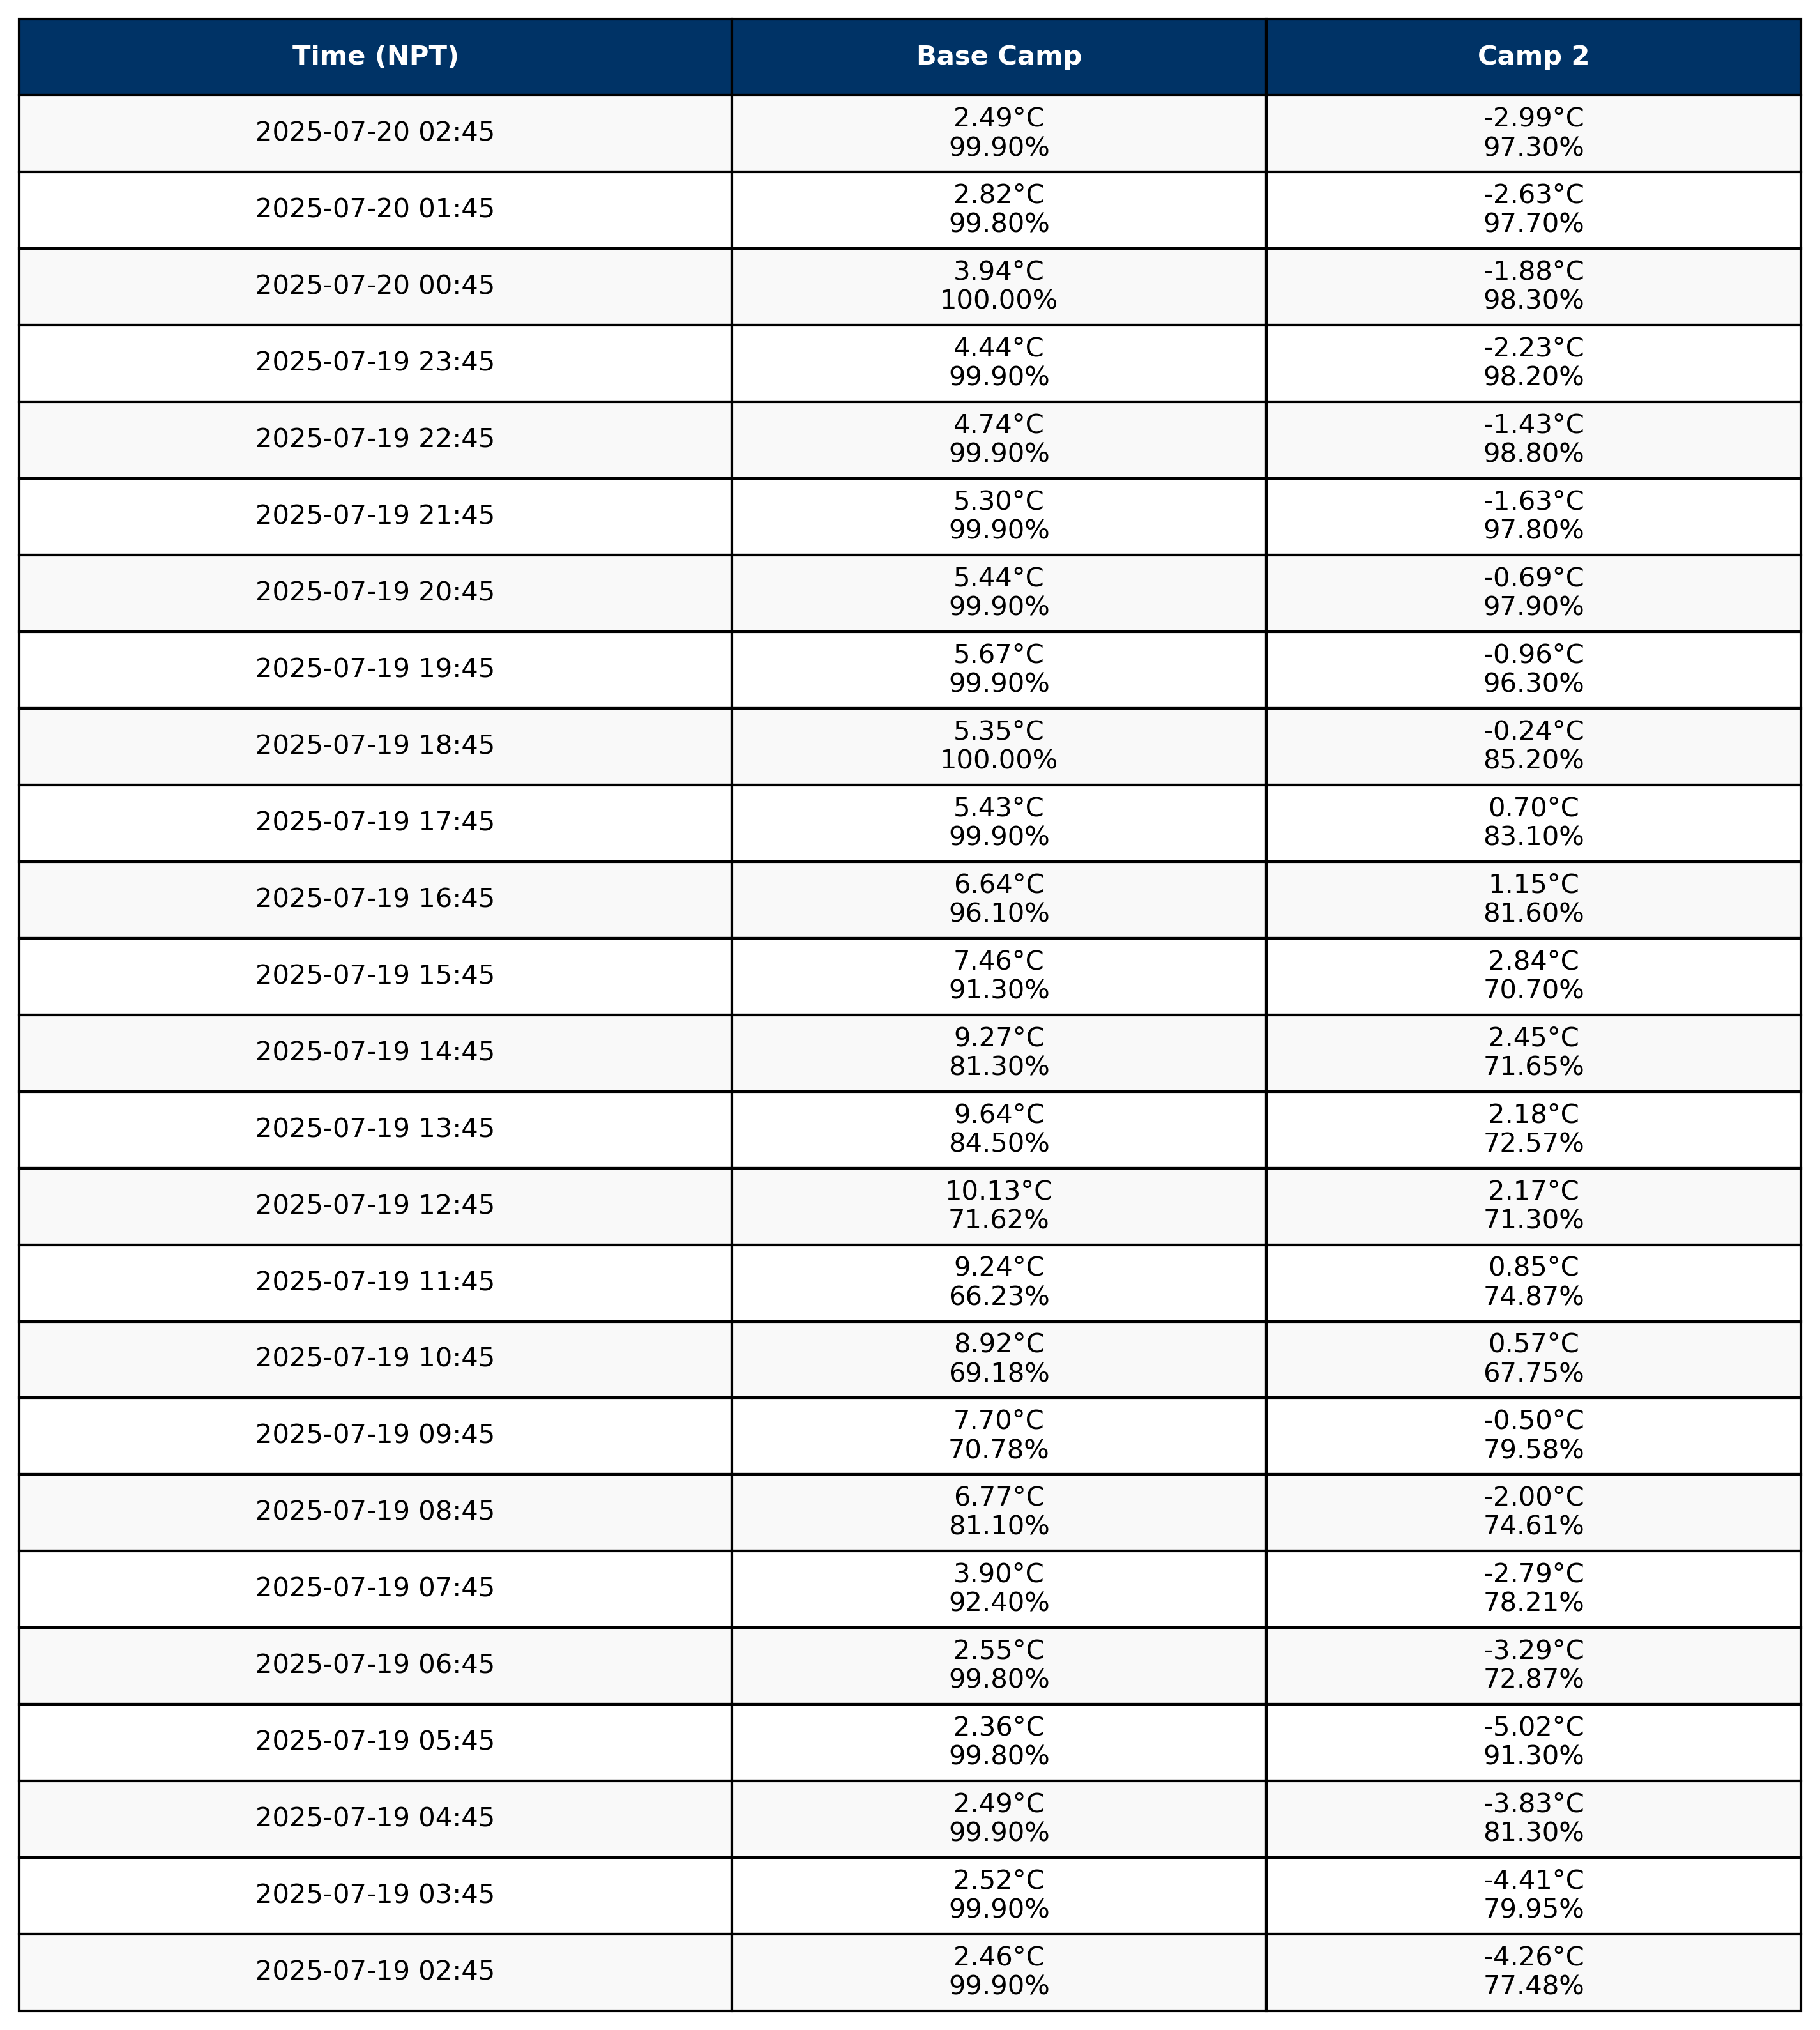 Time (NPT) Base Camp Camp 2
2025-07-20 02:45 2.49°C -2.99°C
99.90% 97.30%
2025-07-20 01:45 2.82°C -2.63°C
99.80% 97.70%
2025-07-20 00:45 3.94°C -1.88°C
100.00% 98.30%
2025-07-19 23:45 4.44°C -2.23°C
99.90% 98.20%
2025-07-19 22:45 4.74°C -1.43°C
99.90% 98.80%
2025-07-19 21:45 5.30°C -1.63°C
99.90% 97.80%
2025-07-19 20:45 5.44°C -0.69°C
99.90% 97.90%
2025-07-19 19:45 5.67°C -0.96°C
99.90% 96.30%
2025-07-19 18:45 5.35°C -0.24°C
100.00% 85.20%
2025-07-19 17:45 5.43°C 0.70°C
99.90% 83.10%
2025-07-19 16:45 6.64°C 1.15°C
96.10% 81.60%
2025-07-19 15:45 7.46°C 2.84°C
91.30% 70.70%
2025-07-19 14:45 9.27°C 2.45°C
81.30% 71.65%
2025-07-19 13:45 9.64°C 2.18°C
84.50% 72.57%
2025-07-19 12:45 10.13°C 2.17°C
71.62% 71.30%
2025-07-19 11:45 9.24°C 0.85°C
66.23% 74.87%
2025-07-19 10:45 8.92°C 0.57°C
69.18% 67.75%
2025-07-19 09:45 7.70°C -0.50°C
70.78% 79.58%
2025-07-19 08:45 6.77°C -2.00°C
81.10% 74.61%
2025-07-19 07:45 3.90°C -2.79°C
92.40% 78.21%
2025-07-19 06:45 2.55°C -3.29°C
99.80% 72.87%
2025-07-19 05:45 2.36°C -5.02°C
99.80% 91.30%
2025-07-19 04:45 2.49°C -3.83°C
99.90% 81.30%
2025-07-19 03:45 2.52°C -4.41°C
99.90% 79.95%
2025-07-19 02:45 2.46°C -4.26°C
99.90% 77.48%